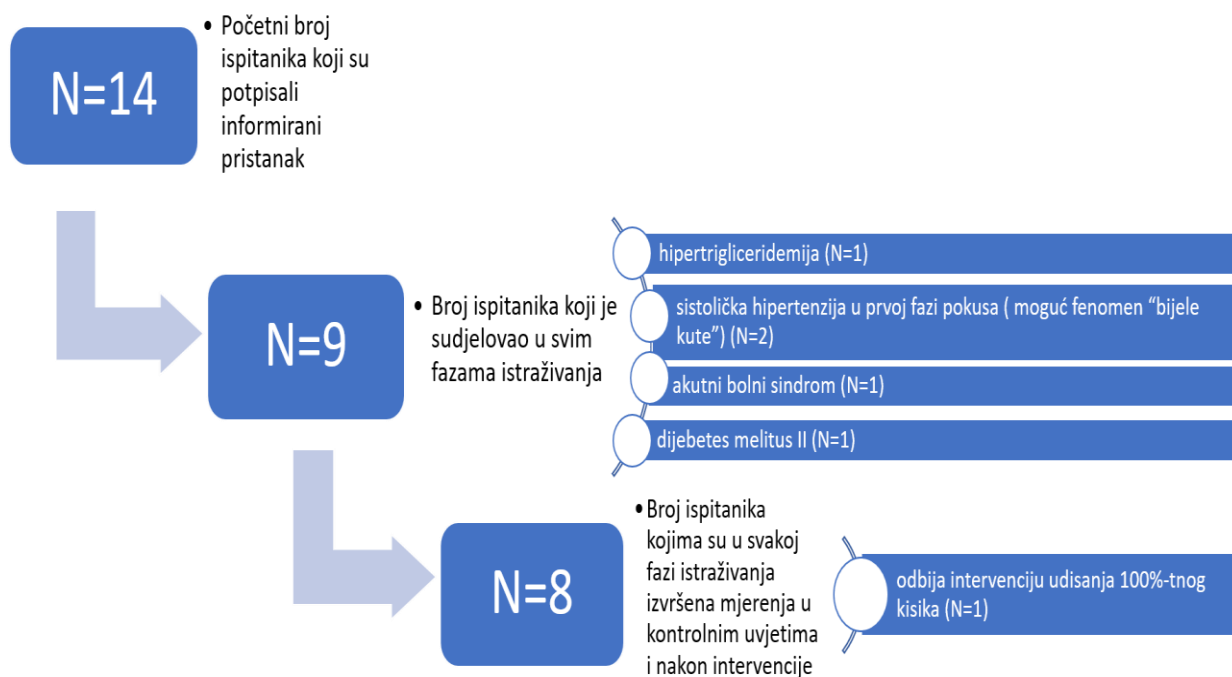 N=14
• Početni broj
ispitanika koji su
potpisali
informirani
pristanak
N=9
• Broj ispitanika koji je
sudjelovao u svim
fazama istraživanja
hipertrigliceridemija (N=1)
sistolička hipertenzija u prvoj fazi pokusa ( moguć fenomen “bijele
kute”) (N=2)
akutni bolni sindrom (N=1)
dijebetes melitus II (N=1)
N=8
• Broj ispitanika
kojima su u svakoj
fazi istraživanja
izvršena mjerenja u
kontrolnim uvjetima
i nakon intervencije
odbija intervenciju udisanja 100%-tnog
kisika (N=1)